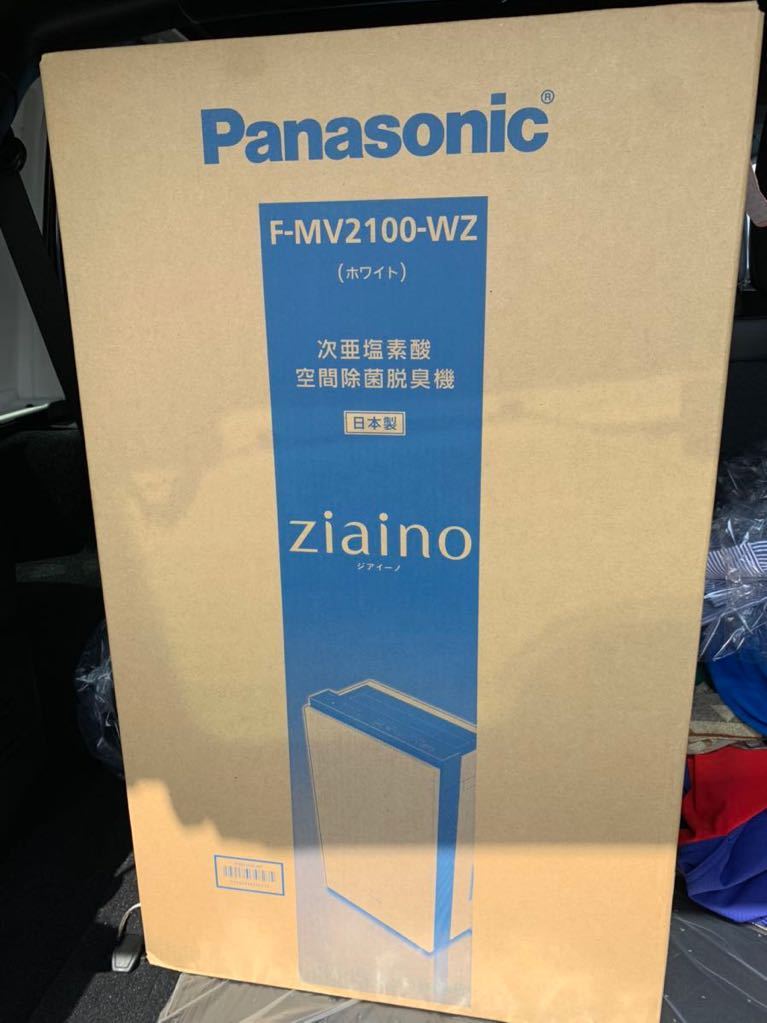 Panasonic®
F-MV2100-WZ
(ホワイト)
次亜塩素酸
空間除菌脱臭機
日本製
ziaino
ジアイーノ